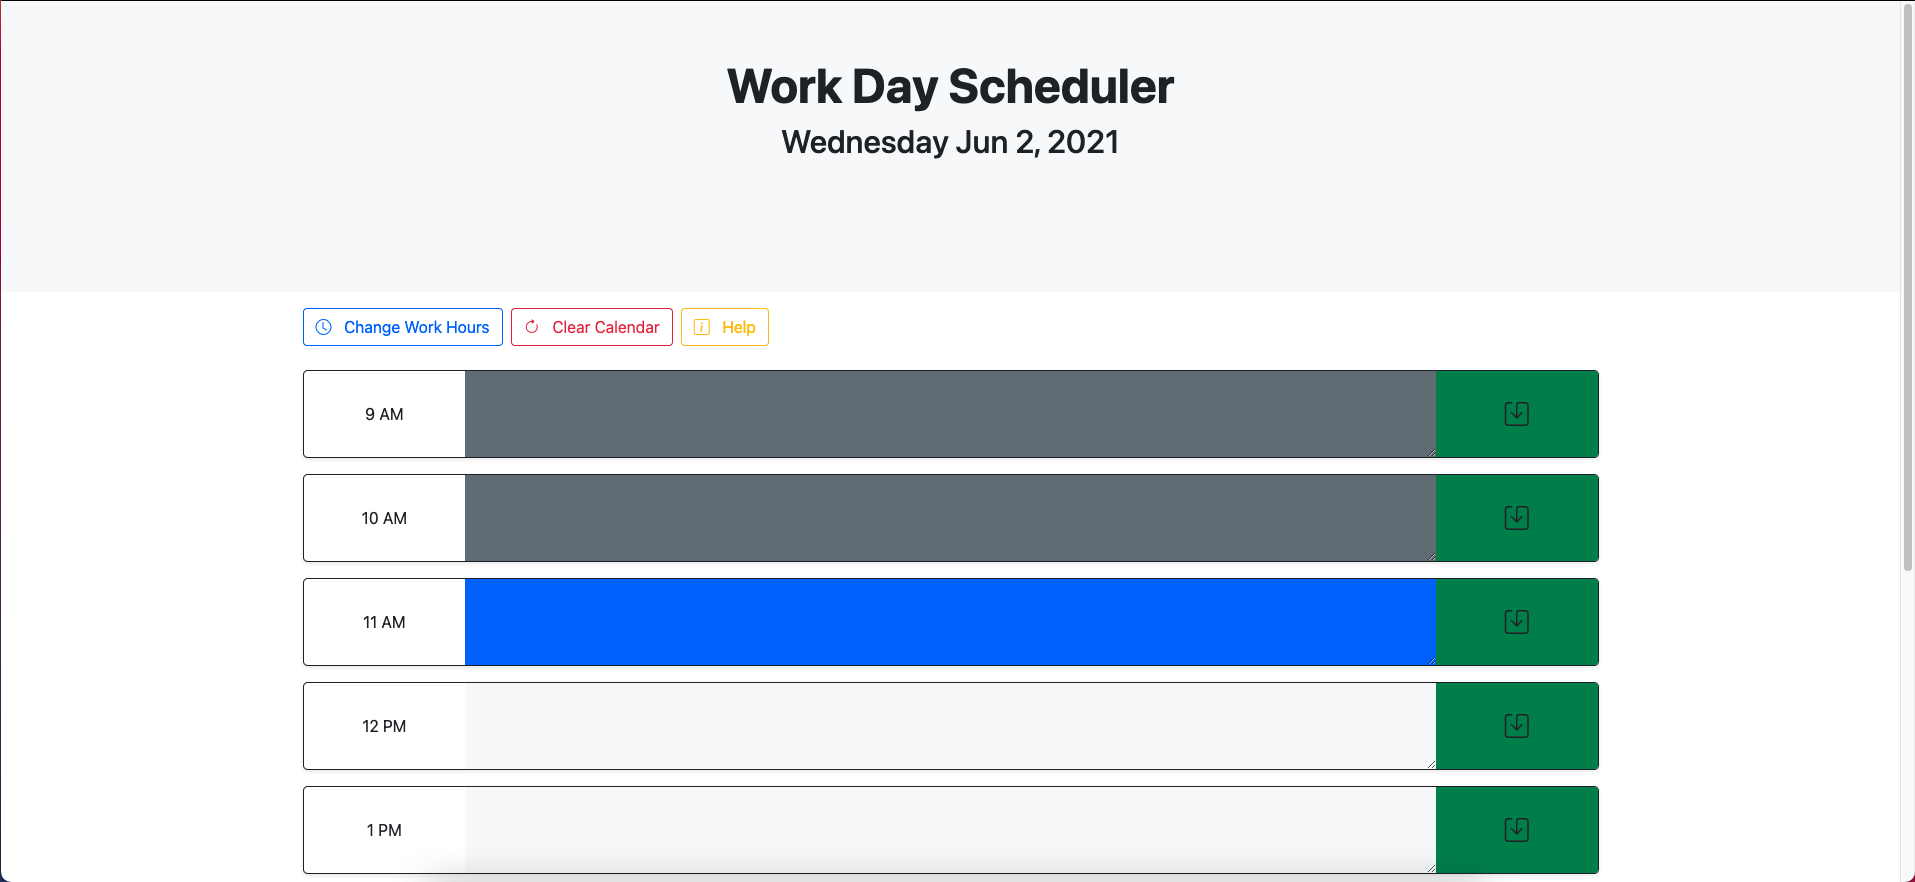 Work Day Scheduler
Wednesday Jun 2, 2021
Change Work Hours Clear Calendar Help
9 AM
10 AM
11 AM
12 PM
1 PM